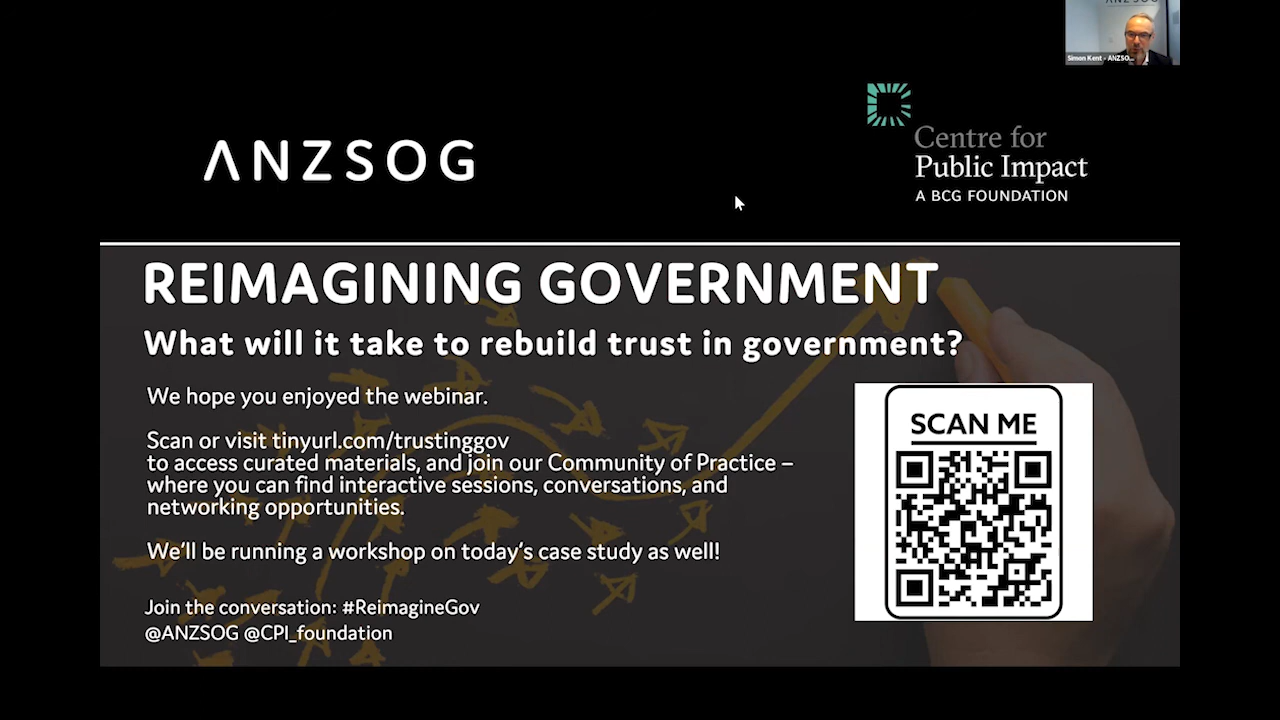 ANZSOG
Simon Kent - ANZSO...
ANZSOG
Centre for
Public Impact
A BCG FOUNDATION
REIMAGINING GOVERNMENT
What will it take to rebuild trust in government?
We hope you enjoyed the webinar.
Scan or visit tinyurl.com/trustinggov
to access curated materials, and join our Community of Practice –
where you can find interactive sessions, conversations, and
networking opportunities.
We'll be running a workshop on today's case study as well!
Join the conversation: #ReimagineGov
@ANZSOG @CPI_foundation
SCAN ME